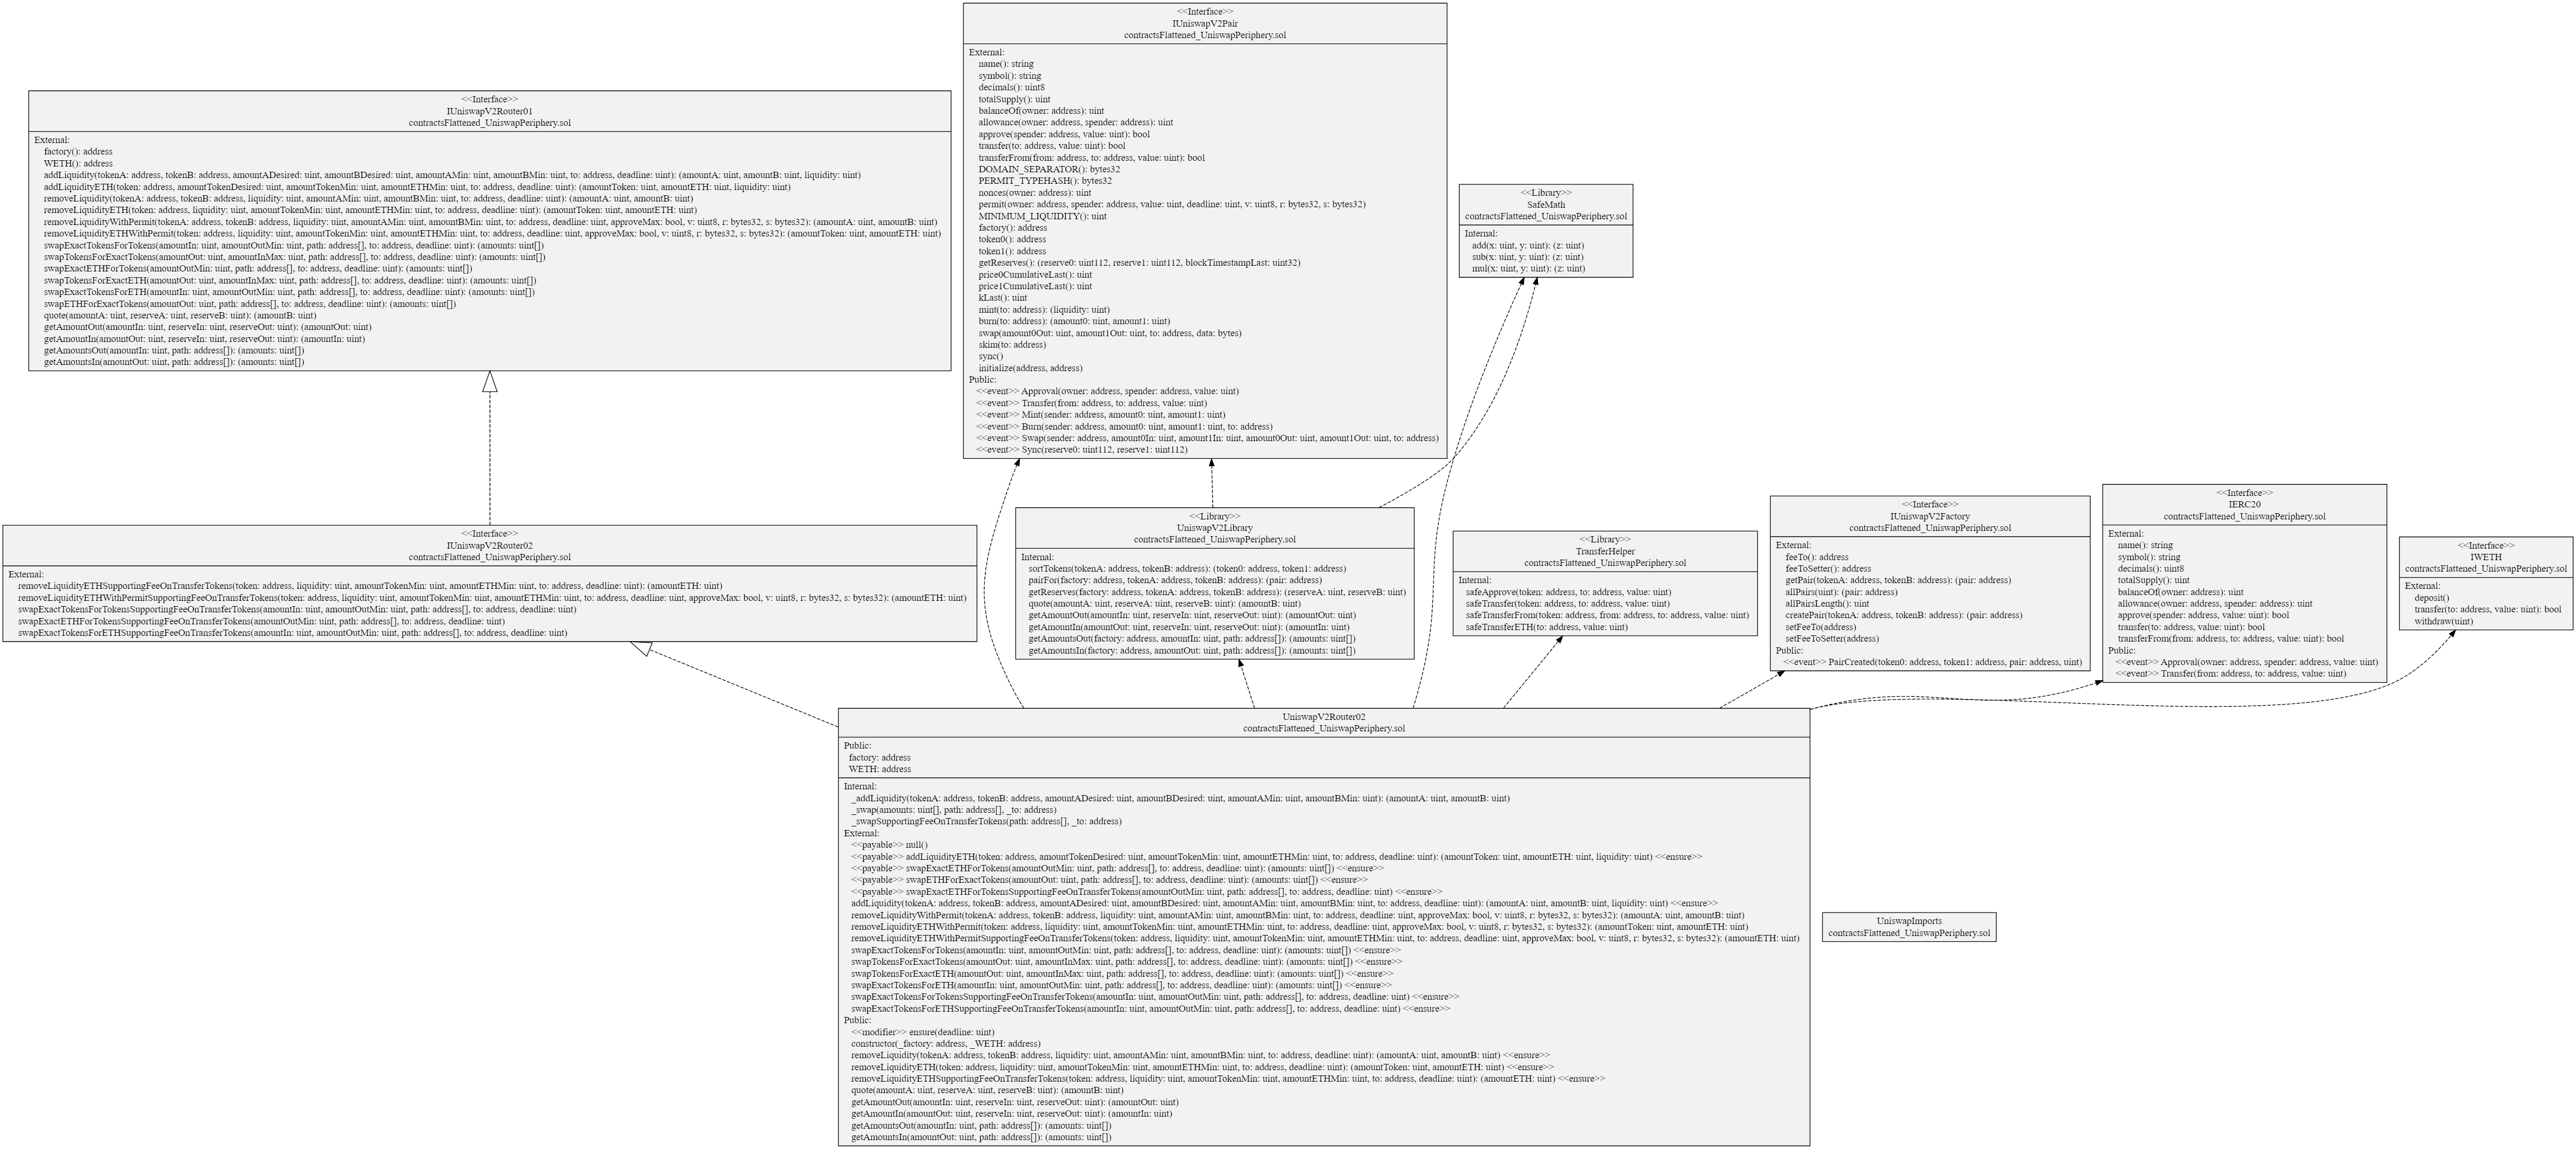 <<Interface>>
IUniswapV2Pair
contractsFlattened_UniswapPeriphery.sol
External:
name(): string
symbol(): string
decimals(): uint8
totalSupply(): uint
balanceOf(owner: address): uint
allowance(owner: address, spender: address): uint
approve(spender: address, value: uint): bool
transfer(to: address, value: uint): bool
transferFrom(from: address, to: address, value: uint): bool
DOMAIN_SEPARATOR(): bytes32
PERMIT_TYPEHASH(): bytes32
nonces(owner: address): uint
permit(owner: address, spender: address, value: uint, deadline: uint, v: uint8, r: bytes32, s: bytes32)
MINIMUM_LIQUIDITY(): uint
factory(): address
token0(): address
token1(): address
getReserves(): (reserve0: uint112, reserve1: uint112, blockTimestampLast: uint32)
price0CumulativeLast(): uint
price1CumulativeLast(): uint
kLast(): uint
mint(to: address): (liquidity: uint)
burn(to: address): (amount0: uint, amount1: uint)
swap(amount0Out: uint, amount1Out: uint, to: address, data: bytes)
skim(to: address)
sync()
initialize(address, address)
Public:
<<event>> Approval(owner: address, spender: address, value: uint)
<<event>> Transfer(from: address, to: address, value: uint)
<<event>> Mint(sender: address, amount0: uint, amount1: uint)
<<event>> Burn(sender: address, amount0: uint, amount1: uint, to: address)
<<event>> Swap(sender: address, amount0In: uint, amount1In: uint, amount0Out: uint, amount1Out: uint, to: address)
<<event>> Sync(reserve0: uint112, reserve1: uint112)
<<Interface>>
IUniswapV2Router01
contractsFlattened_UniswapPeriphery.sol
External:
factory(): address
WETH(): address
addLiquidity(tokenA: address, tokenB: address, amountADesired: uint, amountBDesired: uint, amountAMin: uint, amountBMin: uint, to: address, deadline: uint): (amountA: uint, amountB: uint, liquidity: uint)
addLiquidityETH(token: address, amountTokenDesired: uint, amountTokenMin: uint, amountETHMin: uint, to: address, deadline: uint): (amountToken: uint, amountETH: uint, liquidity: uint)
removeLiquidity(tokenA: address, tokenB: address, liquidity: uint, amountAMin: uint, amountBMin: uint, to: address, deadline: uint): (amountA: uint, amountB: uint)
removeLiquidityETH(token: address, liquidity: uint, amountTokenMin: uint, amountETHMin: uint, to: address, deadline: uint): (amountToken: uint, amountETH: uint)
removeLiquidityWithPermit(tokenA: address, tokenB: address, liquidity: uint, amountAMin: uint, amountBMin: uint, to: address, deadline: uint, approveMax: bool, v: uint8, r: bytes32, s: bytes32): (amountA: uint, amountB: uint)
removeLiquidityETHWithPermit(token: address, liquidity: uint, amountTokenMin: uint, amountETHMin: uint, to: address, deadline: uint, approveMax: bool, v: uint8, r: bytes32, s: bytes32): (amountToken: uint, amountETH: uint)
swapExactTokensForTokens(amountIn: uint, amountOutMin: uint, path: address[], to: address, deadline: uint): (amounts: uint[])
swapTokensForExactTokens(amountOut: uint, amountInMax: uint, path: address[], to: address, deadline: uint): (amounts: uint[])
swapExactETHForTokens(amountOutMin: uint, path: address[], to: address, deadline: uint): (amounts: uint[])
swapTokensForExactETH(amountOut: uint, amountInMax: uint, path: address[], to: address, deadline: uint): (amounts: uint[])
swapExactTokensForETH(amountIn: uint, amountOutMin: uint, path: address[], to: address, deadline: uint): (amounts: uint[])
swapETHForExactTokens(amountOut: uint, path: address[], to: address, deadline: uint): (amounts: uint[])
quote(amountA: uint, reserveA: uint, reserveB: uint): (amountB: uint)
getAmountOut(amountIn: uint, reserveIn: uint, reserveOut: uint): (amountOut: uint)
getAmountIn(amountOut: uint, reserveIn: uint, reserveOut: uint): (amountIn: uint)
getAmountsOut(amountIn: uint, path: address[]): (amounts: uint[])
getAmountsIn(amountOut: uint, path: address[]): (amounts: uint[])
<<Library>>
SafeMath
contractsFlattened_UniswapPeriphery.sol
Internal:
add(x: uint, y: uint): (z: uint)
sub(x: uint, y: uint): (z: uint)
mul(x: uint, y: uint): (z: uint)
<<Interface>>
IUniswapV2Router02
contractsFlattened_UniswapPeriphery.sol
External:
removeLiquidityETHSupportingFeeOnTransferTokens(token: address, liquidity: uint, amountTokenMin: uint, amountETHMin: uint, to: address, deadline: uint): (amountETH: uint)
removeLiquidityETHWithPermitSupportingFeeOnTransferTokens(token: address, liquidity: uint, amountTokenMin: uint, amountETHMin: uint, to: address, deadline: uint, approveMax: bool, v: uint8, r: bytes32, s: bytes32): (amountETH: uint)
swapExactTokensForTokensSupportingFeeOnTransferTokens(amountIn: uint, amountOutMin: uint, path: address[], to: address, deadline: uint)
swapExactETHForTokensSupportingFeeOnTransferTokens(amountOutMin: uint, path: address[], to: address, deadline: uint)
swapExactTokensForETHSupportingFeeOnTransferTokens(amountIn: uint, amountOutMin: uint, path: address[], to: address, deadline: uint)
<<Library>>
UniswapV2Library
contractsFlattened_UniswapPeriphery.sol
Internal:
sortTokens(tokenA: address, tokenB: address): (token0: address, token1: address)
pairFor(factory: address, tokenA: address, tokenB: address): (pair: address)
getReserves(factory: address, tokenA: address, tokenB: address): (reserveA: uint, reserveB: uint)
quote(amountA: uint, reserveA: uint, reserveB: uint): (amountB: uint)
getAmountOut(amountIn: uint, reserveIn: uint, reserveOut: uint): (amountOut: uint)
getAmountIn(amountOut: uint, reserveIn: uint, reserveOut: uint): (amountIn: uint)
getAmountsOut(factory: address, amountIn: uint, path: address[]): (amounts: uint[])
getAmountsIn(factory: address, amountOut: uint, path: address[]): (amounts: uint[])
<<Library>>
TransferHelper
contractsFlattened_UniswapPeriphery.sol
Internal:
safeApprove(token: address, to: address, value: uint)
safeTransfer(token: address, to: address, value: uint)
safeTransferFrom(token: address, from: address, to: address, value: uint)
safeTransferETH(to: address, value: uint)
<<Interface>>
IUniswapV2Factory
contractsFlattened_UniswapPeriphery.sol
External:
feeTo(): address
feeToSetter(): address
getPair(tokenA: address, tokenB: address): (pair: address)
allPairs(uint): (pair: address)
allPairsLength(): uint
createPair(tokenA: address, tokenB: address): (pair: address)
setFeeTo(address)
setFeeToSetter(address)
Public:
<<event>> PairCreated(token0: address, token1: address, pair: address, uint)
<<Interface>>
IERC20
contractsFlattened_UniswapPeriphery.sol
External:
name(): string
symbol(): string
decimals(): uint8
totalSupply(): uint
balanceOf(owner: address): uint
allowance(owner: address, spender: address): uint
approve(spender: address, value: uint): bool
transfer(to: address, value: uint): bool
transferFrom(from: address, to: address, value: uint): bool
Public:
<<event>> Approval(owner: address, spender: address, value: uint)
<<event>> Transfer(from: address, to: address, value: uint)
<<Interface>>
IWETH
contractsFlattened_UniswapPeriphery.sol
External:
deposit()
transfer(to: address, value: uint): bool
withdraw(uint)
UniswapV2Router02
contractsFlattened_UniswapPeriphery.sol
Public:
factory: address
WETH: address
Internal:
_addLiquidity(tokenA: address, tokenB: address, amountADesired: uint, amountBDesired: uint, amountAMin: uint, amountBMin: uint): (amountA: uint, amountB: uint)
_swap(amounts: uint[], path: address[], _to: address)
_swapSupportingFeeOnTransferTokens(path: address[], _to: address)
External:
<<payable>> null()
<<payable>> addLiquidityETH(token: address, amountTokenDesired: uint, amountTokenMin: uint, amountETHMin: uint, to: address, deadline: uint): (amountToken: uint, amountETH: uint, liquidity: uint) <<ensure>>
<<payable>> swapExactETHForTokens(amountOutMin: uint, path: address[], to: address, deadline: uint): (amounts: uint[]) <<ensure>>
<<payable>> swapETHForExactTokens(amountOut: uint, path: address[], to: address, deadline: uint): (amounts: uint[]) <<ensure>>
<<payable>> swapExactETHForTokensSupportingFeeOnTransferTokens(amountOutMin: uint, path: address[], to: address, deadline: uint) <<ensure>>
addLiquidity(tokenA: address, tokenB: address, amountADesired: uint, amountBDesired: uint, amountAMin: uint, amountBMin: uint, to: address, deadline: uint): (amountA: uint, amountB: uint, liquidity: uint) <<ensure>>
removeLiquidityWithPermit(tokenA: address, tokenB: address, liquidity: uint, amountAMin: uint, amountBMin: uint, to: address, deadline: uint, approveMax: bool, v: uint8, r: bytes32, s: bytes32): (amountA: uint, amountB: uint)
removeLiquidityETHWithPermit(token: address, liquidity: uint, amountTokenMin: uint, amountETHMin: uint, to: address, deadline: uint, approveMax: bool, v: uint8, r: bytes32, s: bytes32): (amountToken: uint, amountETH: uint)
removeLiquidityETHWithPermitSupportingFeeOnTransferTokens(token: address, liquidity: uint, amountTokenMin: uint, amountETHMin: uint, to: address, deadline: uint, approveMax: bool, v: uint8, r: bytes32, s: bytes32): (amountETH: uint)
swapExactTokensForTokens(amountIn: uint, amountOutMin: uint, path: address[], to: address, deadline: uint): (amounts: uint[]) <<ensure>>
swapTokensForExactTokens(amountOut: uint, amountInMax: uint, path: address[], to: address, deadline: uint): (amounts: uint[]) <<ensure>>
swapTokensForExactETH(amountOut: uint, amountInMax: uint, path: address[], to: address, deadline: uint): (amounts: uint[]) <<ensure>>
swapExactTokensForETH(amountIn: uint, amountOutMin: uint, path: address[], to: address, deadline: uint): (amounts: uint[]) <<ensure>>
swapExactTokensForTokensSupportingFeeOnTransferTokens(amountIn: uint, amountOutMin: uint, path: address[], to: address, deadline: uint) <<ensure>>
swapExactTokensForETHSupportingFeeOnTransferTokens(amountIn: uint, amountOutMin: uint, path: address[], to: address, deadline: uint) <<ensure>>
Public:
<<modifier>> ensure(deadline: uint)
constructor(_factory: address, _WETH: address)
removeLiquidity(tokenA: address, tokenB: address, liquidity: uint, amountAMin: uint, amountBMin: uint, to: address, deadline: uint): (amountA: uint, amountB: uint) <<ensure>>
removeLiquidityETH(token: address, liquidity: uint, amountTokenMin: uint, amountETHMin: uint, to: address, deadline: uint): (amountToken: uint, amountETH: uint) <<ensure>>
removeLiquidityETHSupportingFeeOnTransferTokens(token: address, liquidity: uint, amountTokenMin: uint, amountETHMin: uint, to: address, deadline: uint): (amountETH: uint) <<ensure>>
quote(amountA: uint, reserveA: uint, reserveB: uint): (amountB: uint)
getAmountOut(amountIn: uint, reserveIn: uint, reserveOut: uint): (amountOut: uint)
getAmountIn(amountOut: uint, reserveIn: uint, reserveOut: uint): (amountIn: uint)
getAmountsOut(amountIn: uint, path: address[]): (amounts: uint[])
getAmountsIn(amountOut: uint, path: address[]): (amounts: uint[])
UniswapImports
contractsFlattened_UniswapPeriphery.sol